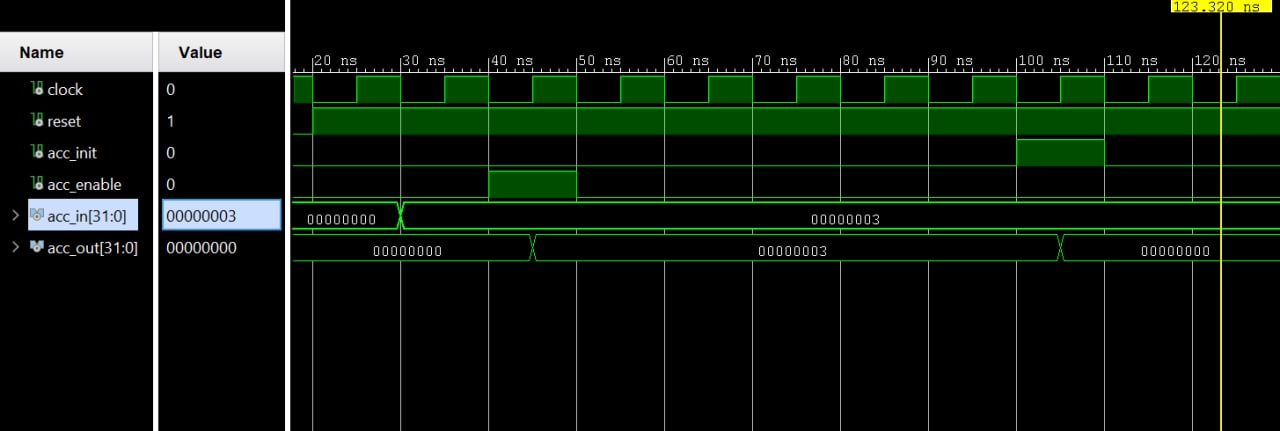 123.320 ns
Name Value
20 ns 30 ns 40 ns 50 ns 60 ns 70 ns 80 ns 90 ns 100 ns 110 ns 120 ns
clock 0
reset 1
acc_init 0
acc_enable 0
acc_in[31:0] 00000003 00000000 00000003
acc_out[31:0] 00000000 00000000 00000003 00000000